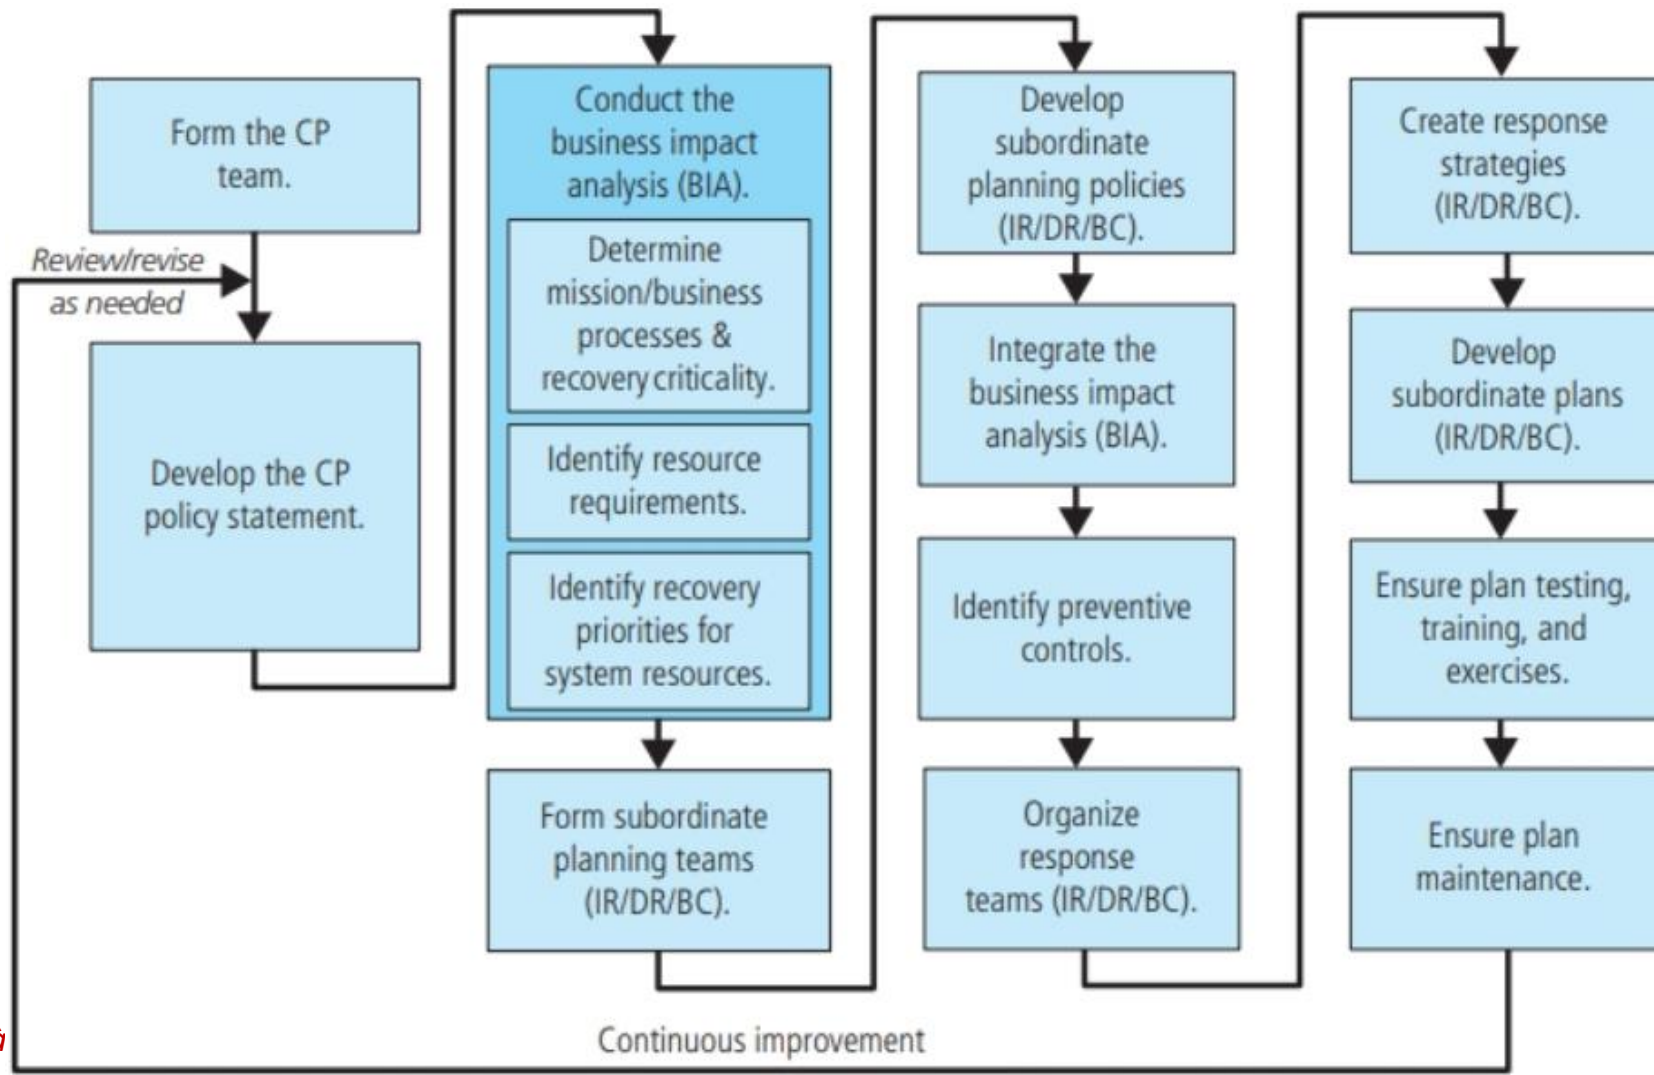 Form the CP
team.
Review/revise
as needed
Develop the CP
policy statement.
Conduct the
business impact
analysis (BIA).
Determine
mission/business
processes &
recovery criticality.
Identify resource
requirements.
Identify recovery
priorities for
system resources.
Form subordinate
planning teams
(IR/DR/BC).
Develop
subordinate
planning policies
(IR/DR/BC).
Integrate the
business impact
analysis (BIA).
Identify preventive
controls.
Organize
response
teams (IR/DR/BC).
Create response
strategies
(IR/DR/BC).
Develop
subordinate plans
(IR/DR/BC).
Ensure plan testing,
training, and
exercises.
Ensure plan
maintenance.
Continuous improvement